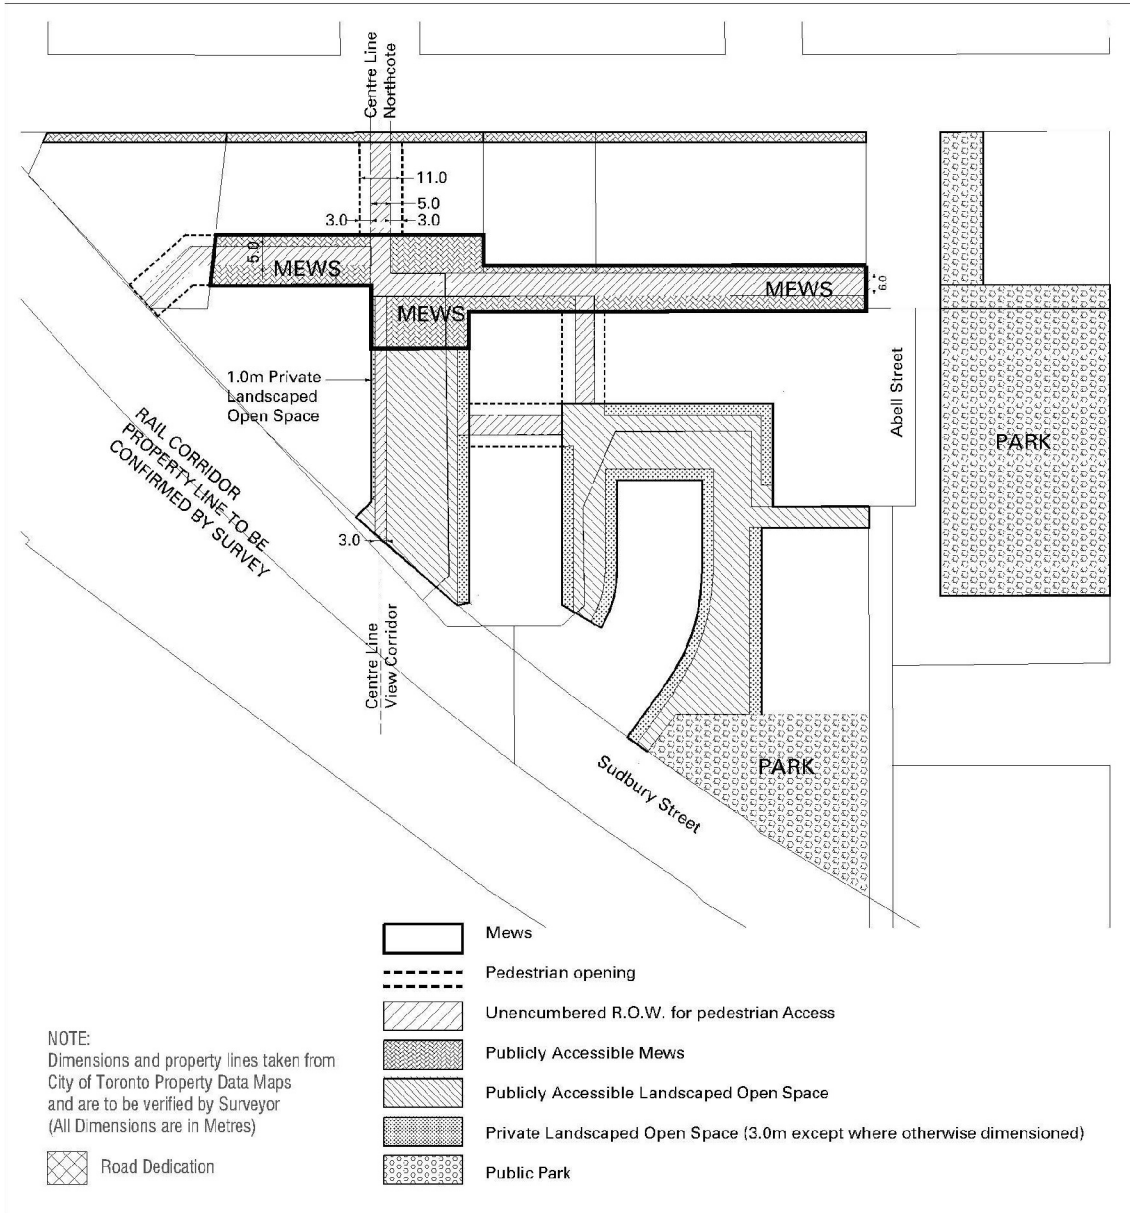 Centre Line
Northcote
11.0
5.0
3.0
3.0
5.0
MEWS
MEWS
MEWS
6.0
1.0m Private
Landscaped
Open Space
Abell Street
PARK
RAIL CORRIDOR
PROPERTY LINE TO BE
CONFIRMED BY SURVEY
3.0
Centre Line
View Corridor
Sudbury Street
PARK
Mews
Pedestrian opening
Unencumbered R.O.W. for pedestrian Access
Publicly Accessible Mews
Publicly Accessible Landscaped Open Space
Private Landscaped Open Space (3.0m except where otherwise dimensioned)
Public Park
NOTE:
Dimensions and property lines taken from
City of Toronto Property Data Maps
and are to be verified by Surveyor
(All Dimensions are in Metres)
Road Dedication